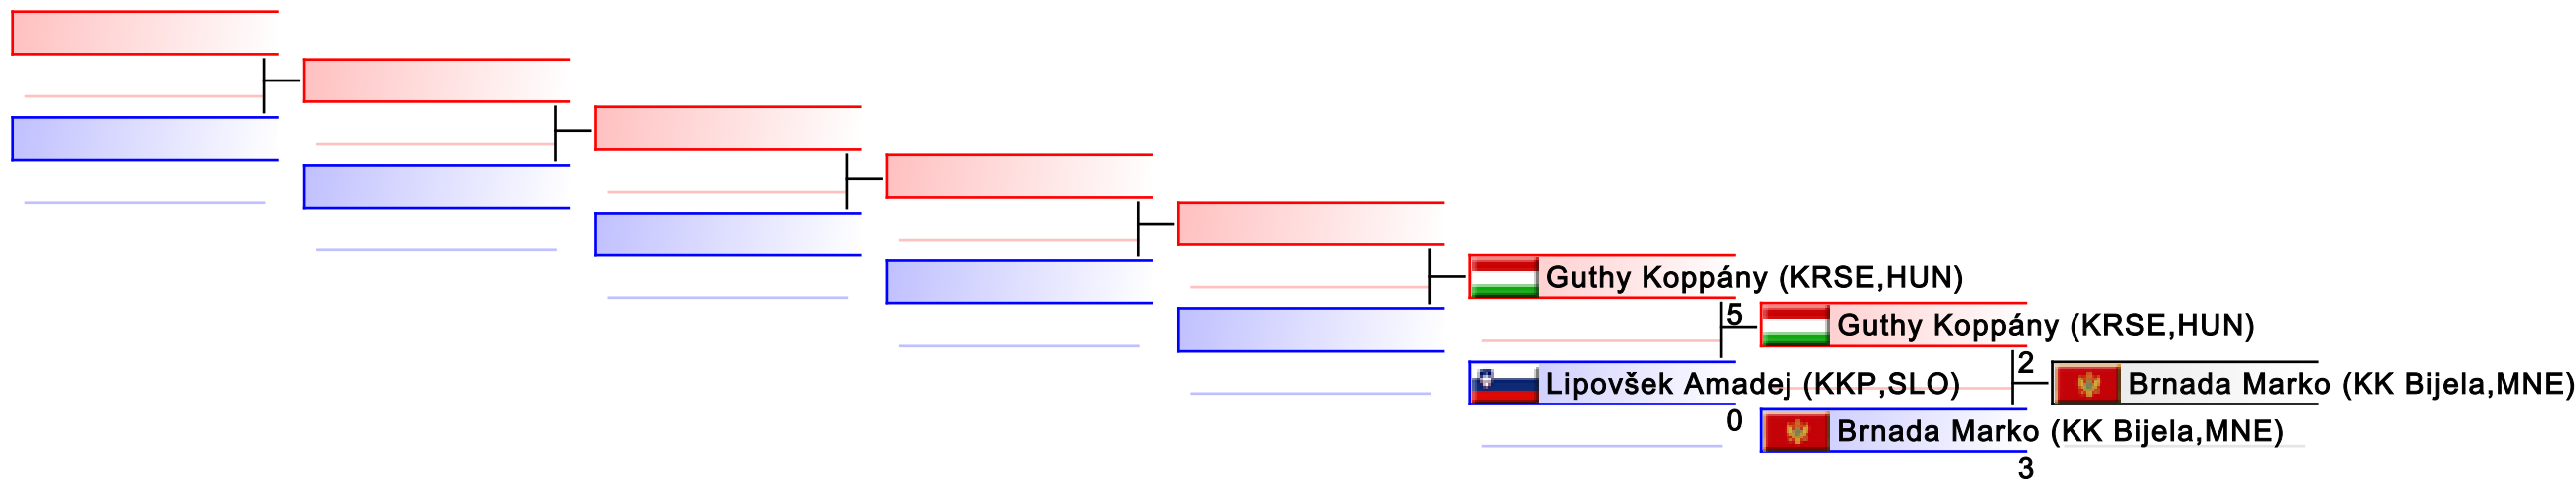 Guthy Koppány (KRSE,HUN)
5
Guthy Koppány (KRSE,HUN)
2
Lipovšek Amadej (KKP,SLO)
Brnada Marko (KK Bijela,MNE)
0
Brnada Marko (KK Bijela,MNE)
3